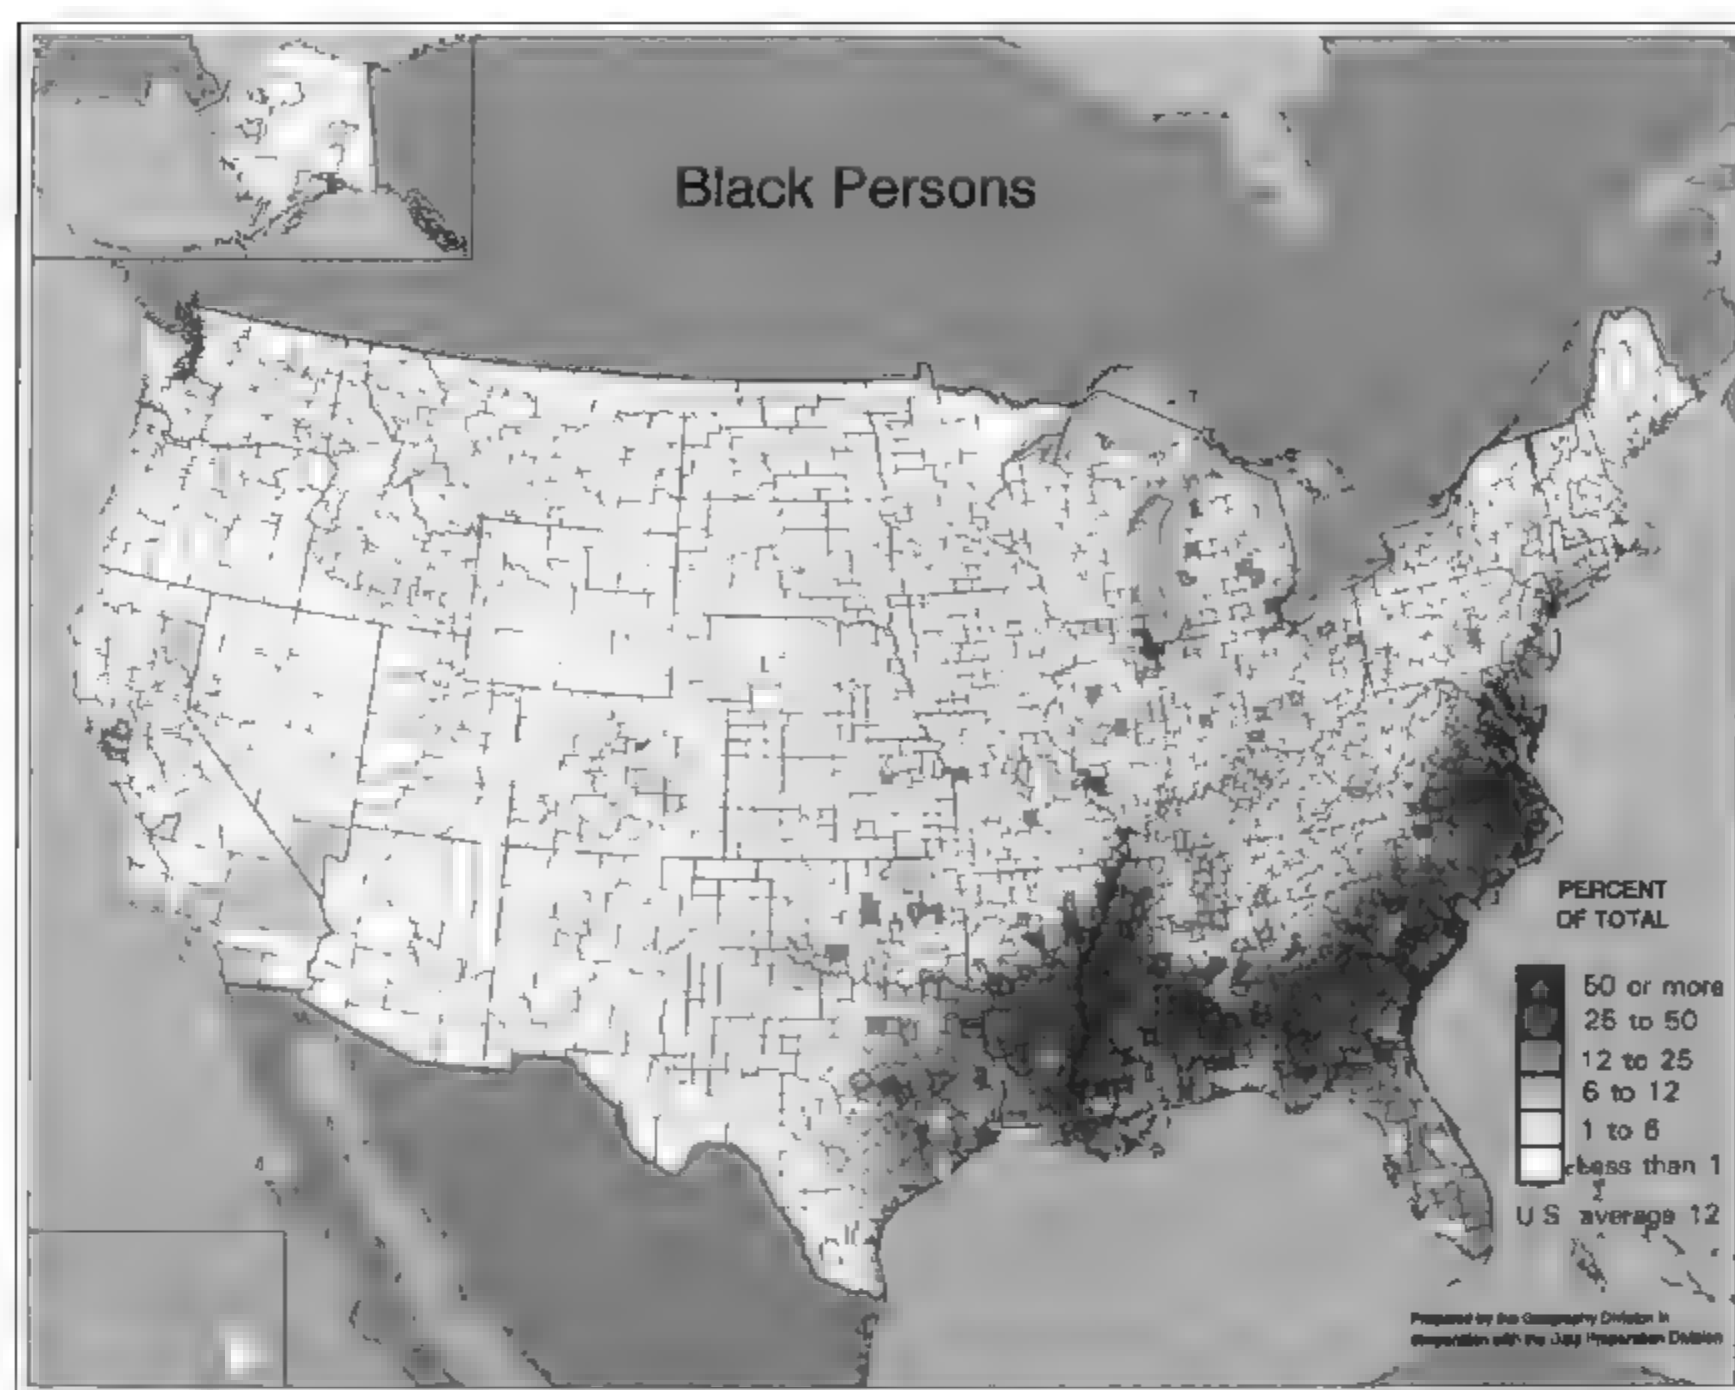 Black Persons
PERCENT
OF TOTAL
50 or more
25 to 50
12 to 25
6 to 12
1 to 6
Less than 1
U S average 12
Prepared by the Geography Division in
cooperation with the Data Preparation Division